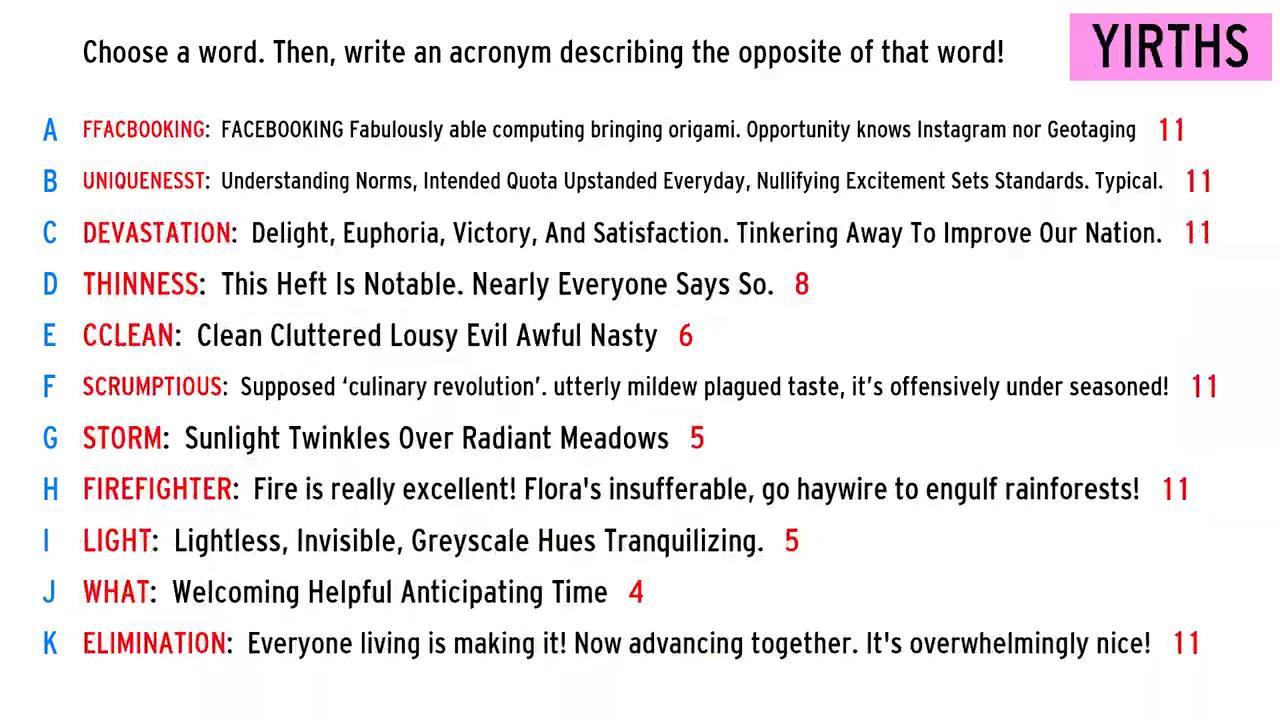 Choose a word. Then, write an acronym describing the opposite of that word!
YIRTHS
A FFACBOOKING: FACEBOOKING Fabulously able computing bringing origami. Opportunity knows Instagram nor Geotaging 11
B UNIQUENESST: Understanding Norms, Intended Quota Upstanded Everyday, Nullifying Excitement Sets Standards. Typical. 11
C DEVASTATION: Delight, Euphoria, Victory, And Satisfaction. Tinkering Away To Improve Our Nation. 11
D THINNESS: This Heft Is Notable. Nearly Everyone Says So. 8
E CCLEAN: Clean Cluttered Lousy Evil Awful Nasty 6
F SCRUMPTIOUS: Supposed ‘culinary revolution’. utterly mildew plagued taste, it’s offensively under seasoned! 11
G STORM: Sunlight Twinkles Over Radiant Meadows 5
H FIREFIGHTER: Fire is really excellent! Flora's insufferable, go haywire to engulf rainforests! 11
I LIGHT: Lightless, Invisible, Greyscale Hues Tranquilizing. 5
J WHAT: Welcoming Helpful Anticipating Time 4
K ELIMINATION: Everyone living is making it! Now advancing together. It's overwhelmingly nice! 11